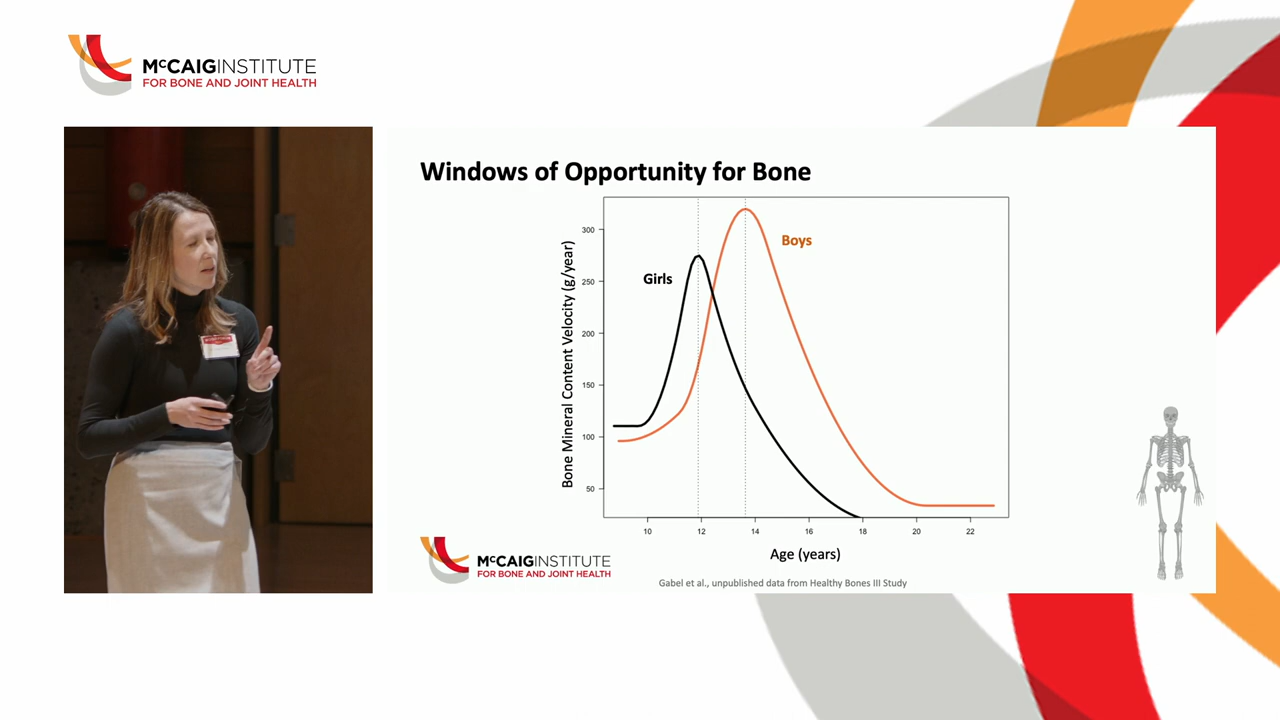 McCAIGINSTITUTE
FOR BONE AND JOINT HEALTH
Windows of Opportunity for Bone
Bone Mineral Content Velocity (g/year)
300
250
200
150
100
50
Girls
Boys
10 12 14 16 18 20 22
Age (years)
McCAIGINSTITUTE
FOR BONE AND JOINT HEALTH
Gabel et al., unpublished data from Healthy Bones III Study